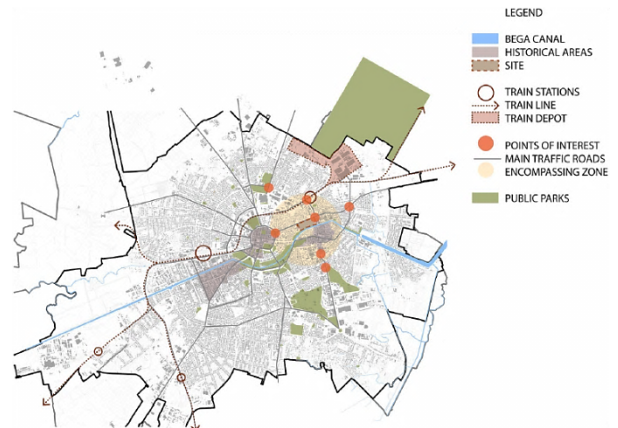 LEGEND
BEGA CANAL
HISTORICAL AREAS
SITE
TRAIN STATIONS
TRAIN LINE
TRAIN DEPOT
POINTS OF INTEREST
MAIN TRAFFIC ROADS
ENCOMPASSING ZONE
PUBLIC PARKS